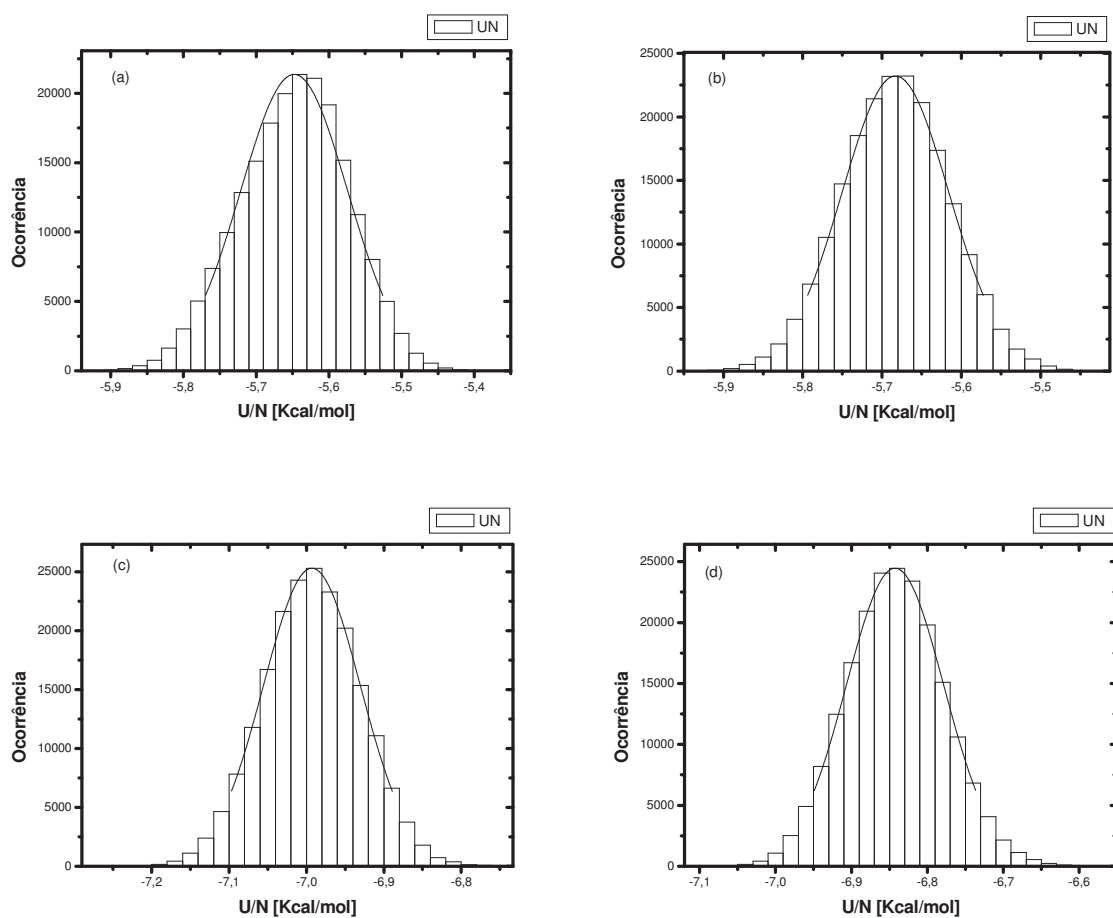 UN
(a)
Ocorrência
20000
15000
10000
5000
0
-5,9 -5,8 -5,7 -5,6 -5,5 -5,4
U/N [Kcal/mol]
UN
(b)
Ocorrência
25000
20000
15000
10000
5000
0
-5,9 -5,8 -5,7 -5,6 -5,5
U/N [Kcal/mol]
UN
(c)
Ocorrência
25000
20000
15000
10000
5000
0
-7,2 -7,1 -7,0 -6,9 -6,8
U/N [Kcal/mol]
UN
(d)
Ocorrência
25000
20000
15000
10000
5000
0
-7,1 -7,0 -6,9 -6,8 -6,7 -6,6
U/N [Kcal/mol]